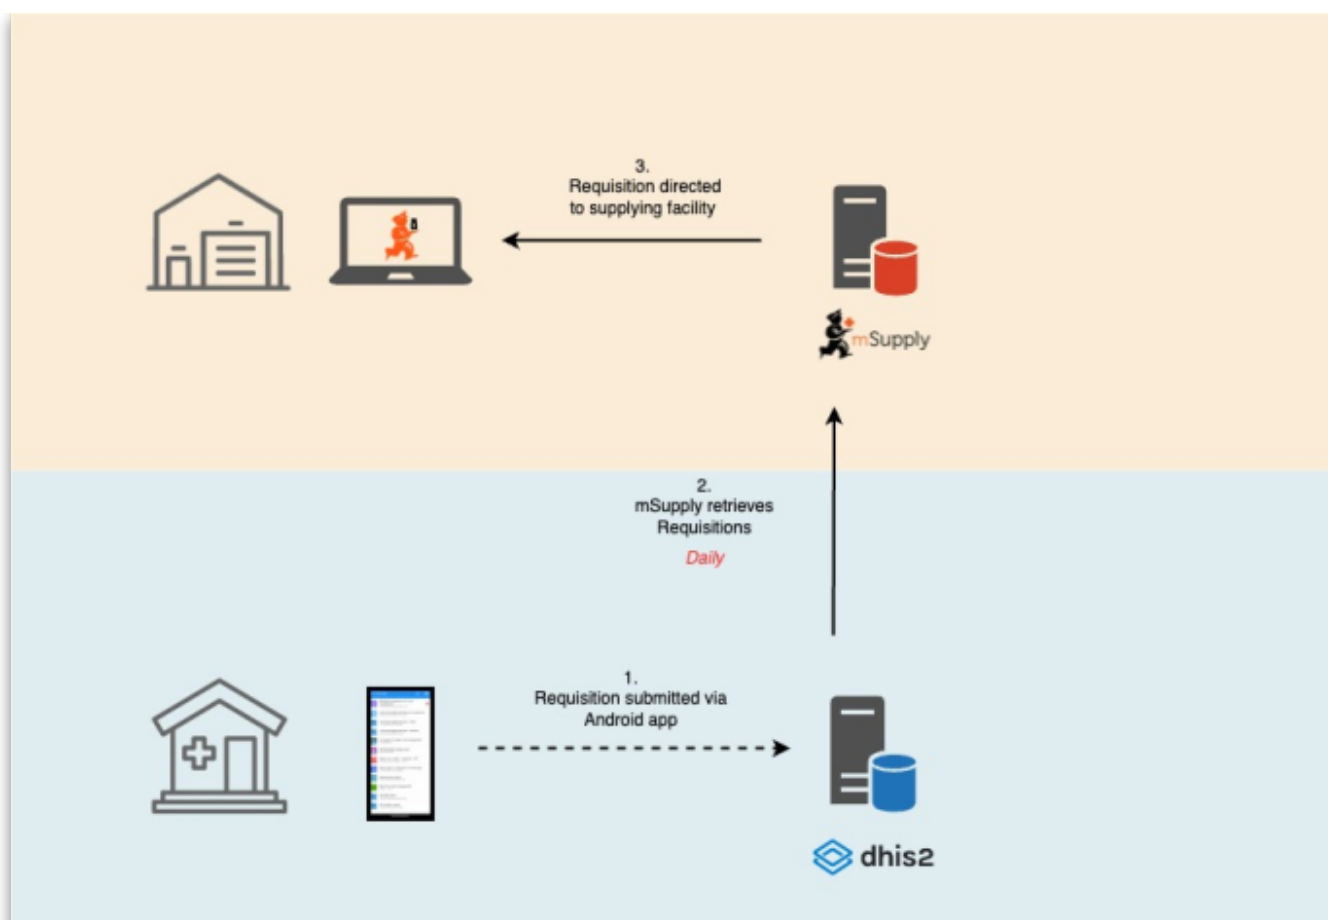 3.
Requisition directed
to supplying facility
mSupply
2.
mSupply retrieves
Requisitions
Daily
1.
Requisition submitted via
Android app
dhis2